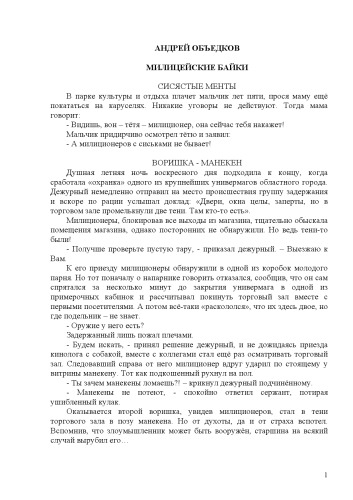 АНДРЕЙ ОБЪЕДКОВ
МИЛИЦЕЙСКИЕ БАЙКИ
СИСЯСТЫЕ МЕНТЫ
В парке культуры и отдыха плачет мальчик лет пяти, прося маму ещё
покататься на каруселях. Никакие уговоры не действуют. Тогда мама
говорит:
- Видишь, вон – тётя – милиционер, она сейчас тебя накажет!
Мальчик придирчиво осмотрел тётю и заявил:
- А милиционеров с сиськами не бывает!
ВОРИШКА - МАНЕКЕН
Душная летняя ночь воскресного дня подходила к концу, когда
сработала «охранка» одного из крупнейших универмагов областного города.
Дежурный немедленно отправил на место происшествия группу задержания
и вскоре по рации услышал доклад: «Двери, окна целы, заперты, но в
торговом зале промелькнули две тени. Там кто-то есть».
Милиционеры, блокировав все выходы из магазина, тщательно обыскала
помещения магазина, однако посторонних не обнаружили. Но ведь тени-то
были!
- Получше проверьте пустую тару, - приказал дежурный. – Выезжаю к
Вам.
К его приезду милиционеры обнаружили в одной из коробок молодого
парня. Но тот поначалу о напарнике говорить отказался, сообщив, что он сам
спрятался за несколько минут до закрытия универмага в одной из
примерочных кабинок и рассчитывал покинуть торговый зал вместе с
первыми посетителями. А потом всё-таки «раскололся», что их здесь двое, но
где подельник – не знает.
- Оружие у него есть?
Задержанный лишь пожал плечами.
- Будем искать, - принял решение дежурный, и не дожидаясь приезда
кинолога с собакой, вместе с коллегами стал ещё раз осматривать торговый
зал. Следовавший справа от него милиционер вдруг ударил по стоящему у
витрины манекену. Тот как подкошенный рухнул на пол.
- Ты зачем манекены ломаешь?! – крикнул дежурный подчинённому.
- Манекены не потеют, - спокойно ответил сержант, потирая
ушибленный кулак.
Оказывается второй воришка, увидев милиционеров, стал в тени
торгового зала в позу манекена. Но от духоты, да и от страха вспотел.
Вспомнив, что злоумышленник может быть вооружён, старшина на всякий
случай вырубил его…
1